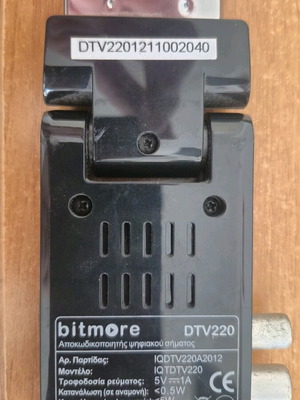 DTV2201211002040
bitmore DTV220
Αποκωδικοποιητής ψηφιακού σήματος
Αρ. Παρτίδας: IQDTV220A2012
Μοντέλο: IQTDTV220
Τροφοδοσία ρεύματος: 5V⎓1A
Κατανάλωση (σε αναμονή): <0.5W
CE